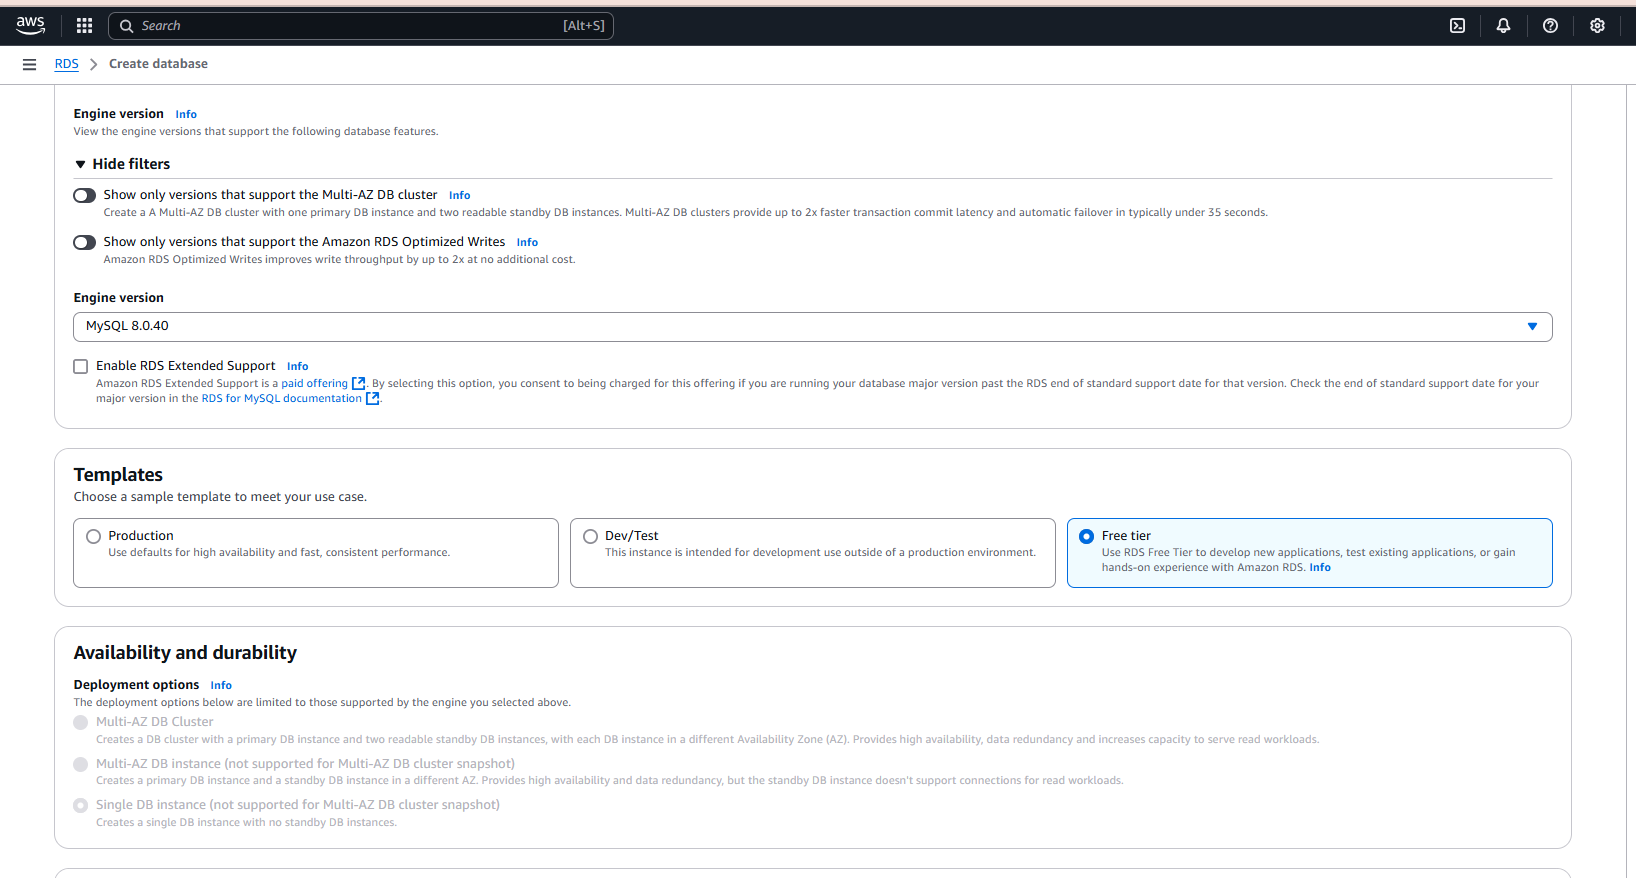 aws
Search [Alt+S]
RDS Create database
Engine version Info
View the engine versions that support the following database features.
Hide filters
Show only versions that support the Multi-AZ DB cluster Info
Create a A Multi-AZ DB cluster with one primary DB instance and two readable standby DB instances. Multi-AZ DB clusters provide up to 2x faster transaction commit latency and automatic failover in typically under 35 seconds.
Show only versions that support the Amazon RDS Optimized Writes Info
Amazon RDS Optimized Writes improves write throughput by up to 2x at no additional cost.
Engine version
MySQL 8.0.40
Enable RDS Extended Support Info
Amazon RDS Extended Support is a paid offering. By selecting this option, you consent to being charged for this offering if you are running your database major version past the RDS end of standard support date for that version. Check the end of standard support date for your
major version in the RDS for MySQL documentation.
Templates
Choose a sample template to meet your use case.
Production
Use defaults for high availability and fast, consistent performance.
Dev/Test
This instance is intended for development use outside of a production environment.
Free tier
Use RDS Free Tier to develop new applications, test existing applications, or gain
hands-on experience with Amazon RDS. Info
Availability and durability
Deployment options Info
The deployment options below are limited to those supported by the engine you selected above.
Multi-AZ DB Cluster
Creates a DB cluster with a primary DB instance and two readable standby DB instances, with each DB instance in a different Availability Zone (AZ). Provides high availability, data redundancy and increases capacity to serve read workloads.
Multi-AZ DB instance (not supported for Multi-AZ DB cluster snapshot)
Creates a primary DB instance and a standby DB instance in a different AZ. Provides high availability and data redundancy, but the standby DB instance doesn't support connections for read workloads.
Single DB instance (not supported for Multi-AZ DB cluster snapshot)
Creates a single DB instance with no standby DB instances.